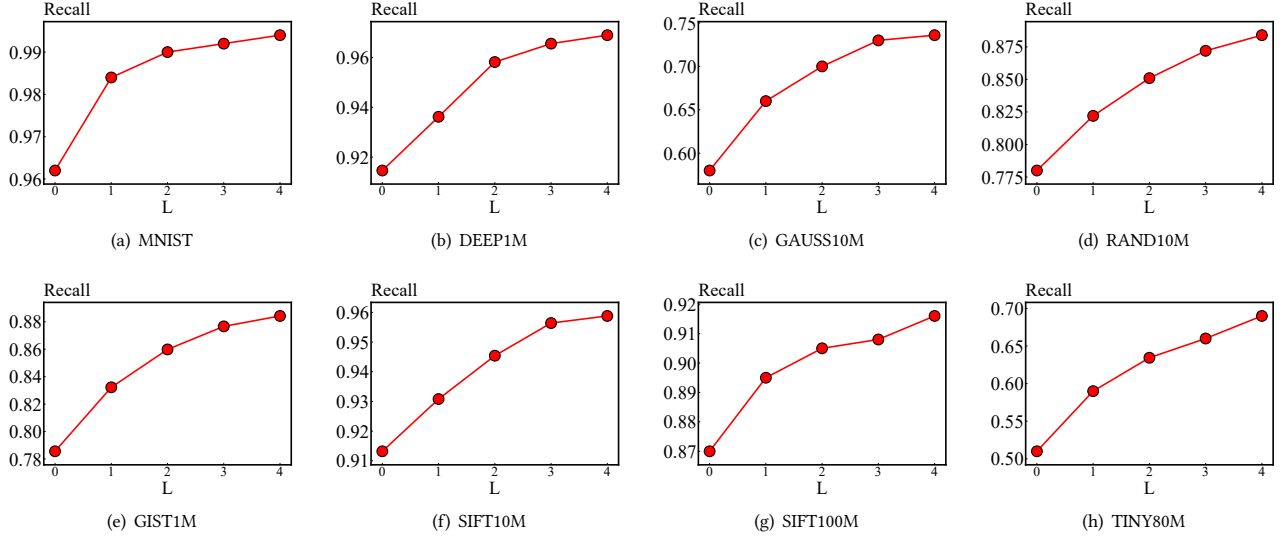 Recall
0.99
0.98
0.97
0.96
0 1 2 3 4
L
(a) MNIST
Recall
0.96
0.94
0.92
0 1 2 3 4
L
(b) DEEP1M
Recall
0.75
0.70
0.65
0.60
0 1 2 3 4
L
(c) GAUSS10M
Recall
0.875
0.850
0.825
0.800
0.775
0 1 2 3 4
L
(d) RAND10M
Recall
0.88
0.86
0.84
0.82
0.80
0.78
0 1 2 3 4
L
(e) GIST1M
Recall
0.96
0.95
0.94
0.93
0.92
0.91
0 1 2 3 4
L
(f) SIFT10M
Recall
0.92
0.91
0.90
0.89
0.88
0.87
0 1 2 3 4
L
(g) SIFT100M
Recall
0.70
0.65
0.60
0.55
0.50
0 1 2 3 4
L
(h) TINY80M